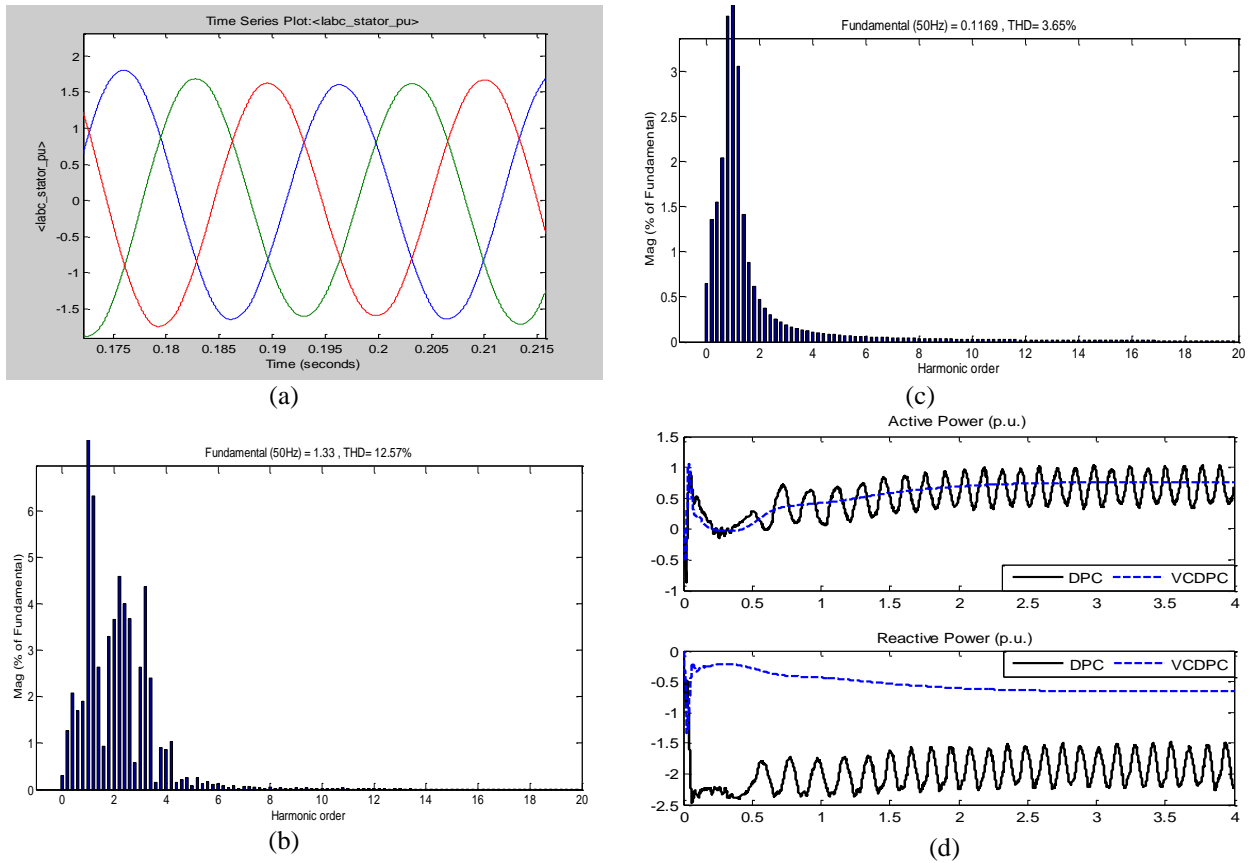 Time Series Plot:<Iabc_stator_pu>
<Iabc_stator_pu>
2
1.5
1
0.5
0
-0.5
-1
-1.5
0.175 0.18 0.185 0.19 0.195 0.2 0.205 0.21 0.215
Time (seconds)
(a)
Fundamental (50Hz) = 0.1169 , THD= 3.65%
Mag (% of Fundamental)
3
2.5
2
1.5
1
0.5
0
0 2 4 6 8 10 12 14 16 18 20
Harmonic order
(c)
Fundamental (50Hz) = 1.33 , THD= 12.57%
Mag (% of Fundamental)
6
5
4
3
2
1
0
0 2 4 6 8 10 12 14 16 18 20
Harmonic order
(b)
Active Power (p.u.)
1.5
1
0.5
0
-0.5
-1
DPC VCDPC
0 0.5 1 1.5 2 2.5 3 3.5 4
Reactive Power (p.u.)
0
-0.5
-1
-1.5
-2
-2.5
DPC VCDPC
0 0.5 1 1.5 2 2.5 3 3.5 4
(d)